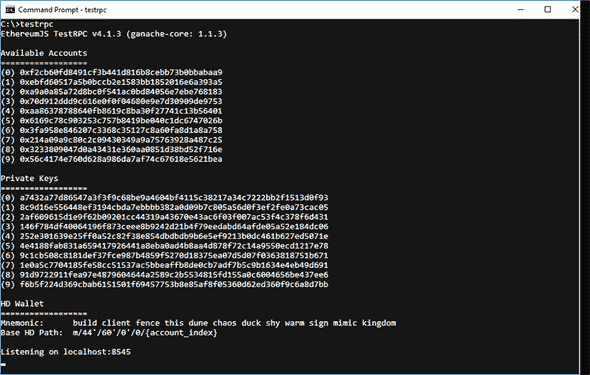 Command Prompt - testrpc
C:\>testrpc
EthereumJS TestRPC v4.1.3 (ganache-core: 1.1.3)
Available Accounts
==================
(0) 0xf2cb60fd8491cf3b441d816b8cebb73b0bbabaa9
(1) 0xebfd60517a5b0bccb2e1583bb1852016e6a393a5
(2) 0xa9a0a85a72d8bc0f541ac0bd84056e7ebe768183
(3) 0x70d912ddd9c616e0f0f04680e9e7d30909de9753
(4) 0xaa86378788640fb8619c8ba30f27741c13b56401
(5) 0x6169c78c903253c757b8419be040c1dc6747026b
(6) 0x3fa958e846207c3368c35127c8a60fa8d1a8a758
(7) 0x214a09a9c80c2c09430349a9a75763928a487c25
(8) 0x3233809047d0a43431e360aa0851d38bd52f716e
(9) 0x56c4174e760d628a986da7af74c67618e5621bea
Private Keys
==================
(0) a7432a77d86547a3f3f9c68be9a4604bf4115c38217a34c7222bb2f1513d0f93
(1) 8c9d16e556448ef3194cbda7ebbbb382a0d09b7c805a56d0f3ef2fe0a73cac05
(2) 2af609615d1e9f62b09201cc44319a43670e43ac6f03f007ac53f4c378f6d431
(3) 146f784df40064196f873ceee8b9242d21b4f79eedabd64afde05a52e184dc06
(4) 252e301639e25ff0a52c82f38e854dbdbdb9b6e5ef9213b0dc461b627ed5071e
(5) 4e4188fab831a659417926441a8eba0ad4b8aa4d878f72c14a9550ecd1217e78
(6) 9c1cb508c8181def37fce987b4859f5270d18375ea07d5d07f0363818751b671
(7) 1e0a5c7704185fe58cc51537ac5bbeaffb8de0cb7adf7b5c9b1634e4eb49d691
(8) 91d9722911fea97e4879604644a2589c2b5534815fd155a0c6004656be437ee6
(9) f6b5f224d369cbab6151501f69457753b8e85af8f05360d62ed360f9c6a8d7bb
HD Wallet
==================
Mnemonic: build client fence this dune chaos duck shy warm sign mimic kingdom
Base HD Path: m/44'/60'/0'/0/{account_index}
Listening on localhost:8545